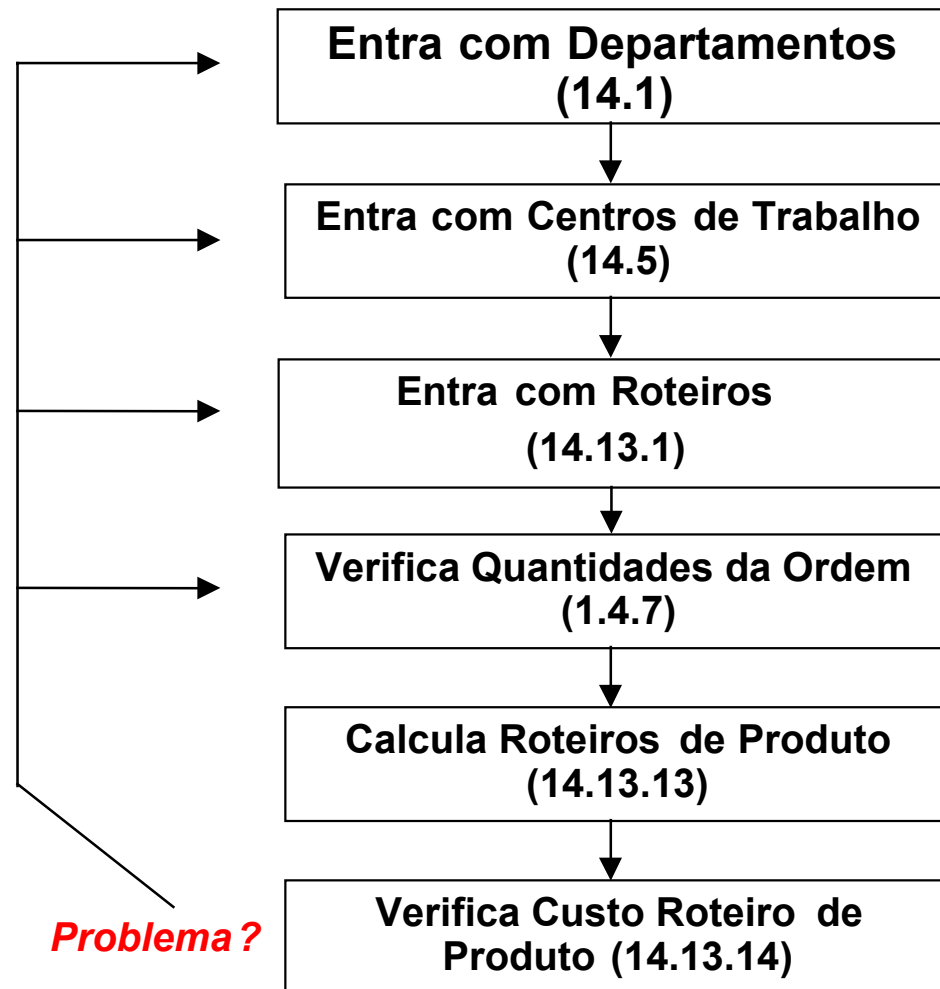 Entra com Departamentos
(14.1)
Entra com Centros de Trabalho
(14.5)
Entra com Roteiros
(14.13.1)
Verifica Quantidades da Ordem
(1.4.7)
Calcula Roteiros de Produto
(14.13.13)
Verifica Custo Roteiro de
Produto (14.13.14)
Problema?